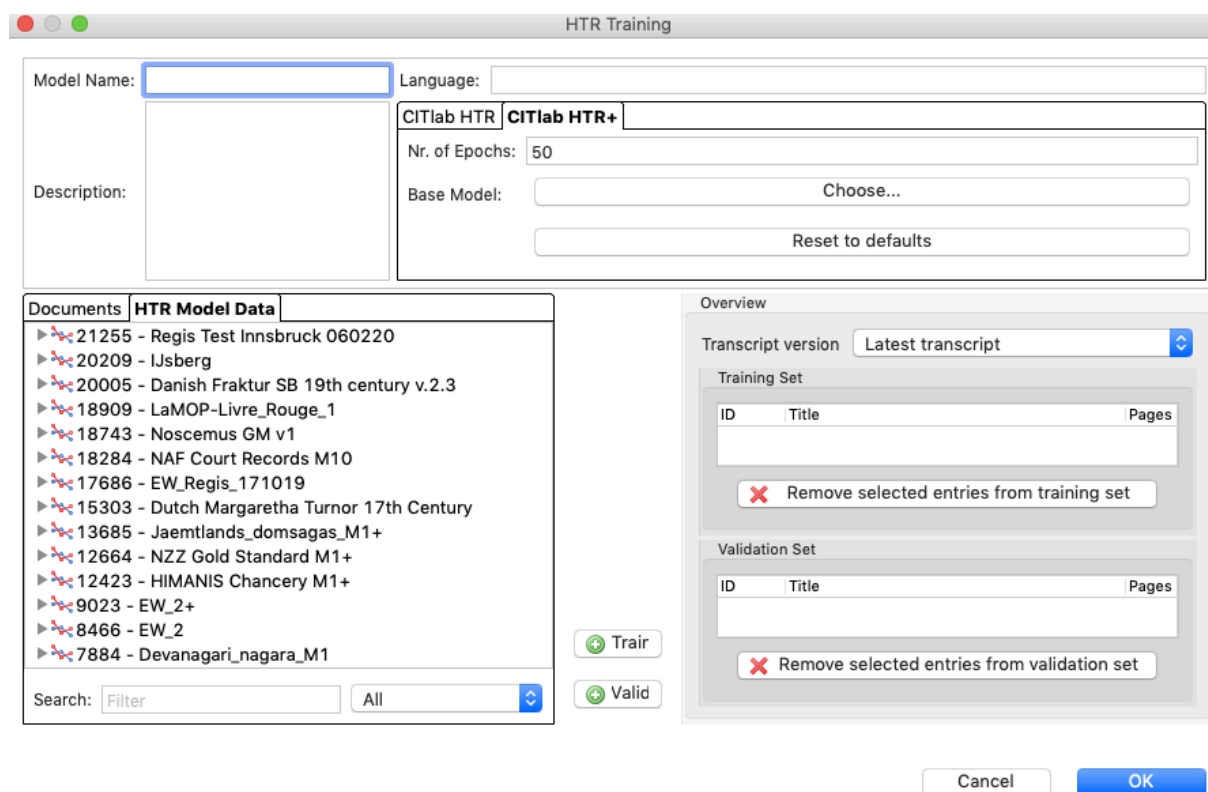 HTR Training
Model Name:
Language:
CITlab HTR CITlab HTR+
Nr. of Epochs: 50
Description:
Base Model: Choose...
Reset to defaults
Documents HTR Model Data
21255 - Regis Test Innsbruck 060220
20209 - IJsberg
20005 - Danish Fraktur SB 19th century v.2.3
18909 - LaMOP-Livre_Rouge_1
18743 - Noscemus GM v1
18284 - NAF Court Records M10
17686 - EW_Regis_171019
15303 - Dutch Margaretha Turnor 17th Century
13685 - Jaemtlands_domsagas_M1+
12664 - NZZ Gold Standard M1+
12423 - HIMANIS Chancery M1+
9023 - EW_2+
8466 - EW_2
7884 - Devanagari_nagara_M1
Search: Filter All
Trair
Valid
Overview
Transcript version Latest transcript
Training Set
ID Title Pages
Remove selected entries from training set
Validation Set
ID Title Pages
Remove selected entries from validation set
Cancel OK